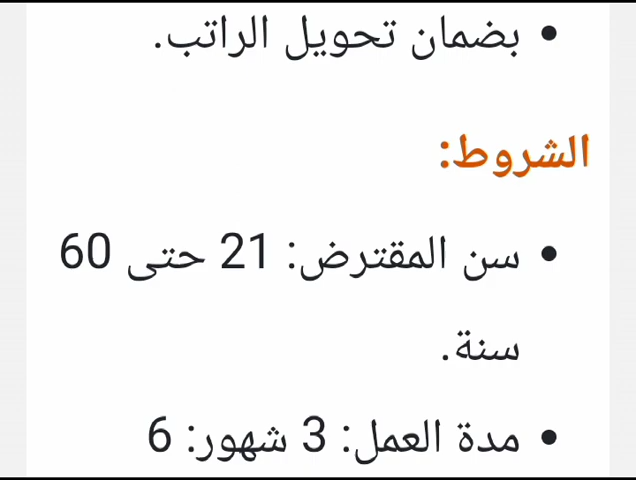 • بضمان تحويل الراتب.
الشروط:
• سن المقترض: 21 حتى 60
سنة.
• مدة العمل: 3 شهور: 6